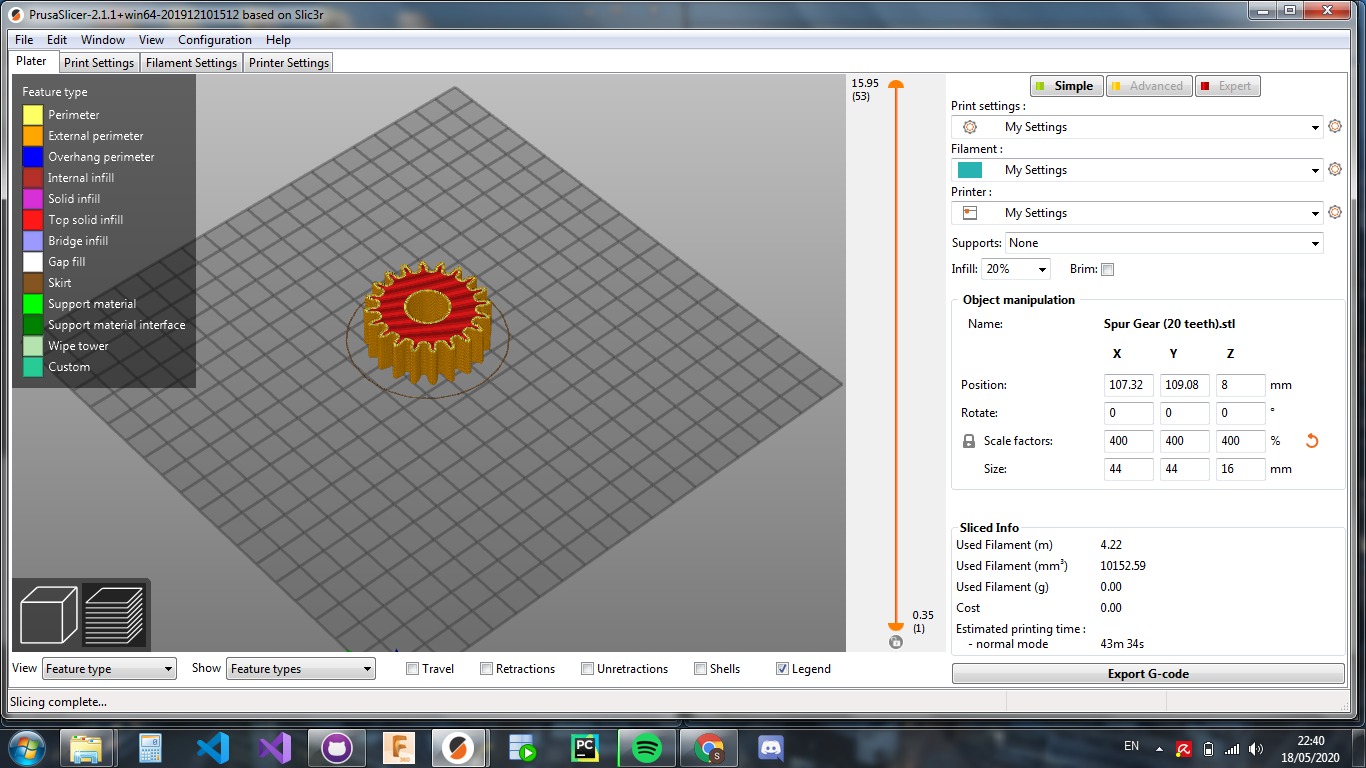 PrusaSlicer-2.1.1+win64-201912101512 based on Slic3r
File Edit Window View Configuration Help
Plater Print Settings Filament Settings Printer Settings
Feature type
Perimeter
External perimeter
Overhang perimeter
Internal infill
Solid infill
Top solid infill
Bridge infill
Gap fill
Skirt
Support material
Support material interface
Wipe tower
Custom
15.95
(53)
0.35
(1)
Simple Advanced Expert
Print settings :
My Settings
Filament :
My Settings
Printer :
My Settings
Supports: None
Infill: 20% Brim:
Object manipulation
Name: Spur Gear (20 teeth).stl
X Y Z
Position: 107.32 109.08 8 mm
Rotate: 0 0 0 °
Scale factors: 400 400 400 %
Size: 44 44 16 mm
Sliced Info
Used Filament (m) 4.22
Used Filament (mm³) 10152.59
Used Filament (g) 0.00
Cost 0.00
Estimated printing time :
- normal mode 43m 34s
View Feature type Show Feature types Travel Retractions Unretractions Shells Legend
Export G-code
Slicing complete...
F
360
PC
S
EN
22:40
18/05/2020